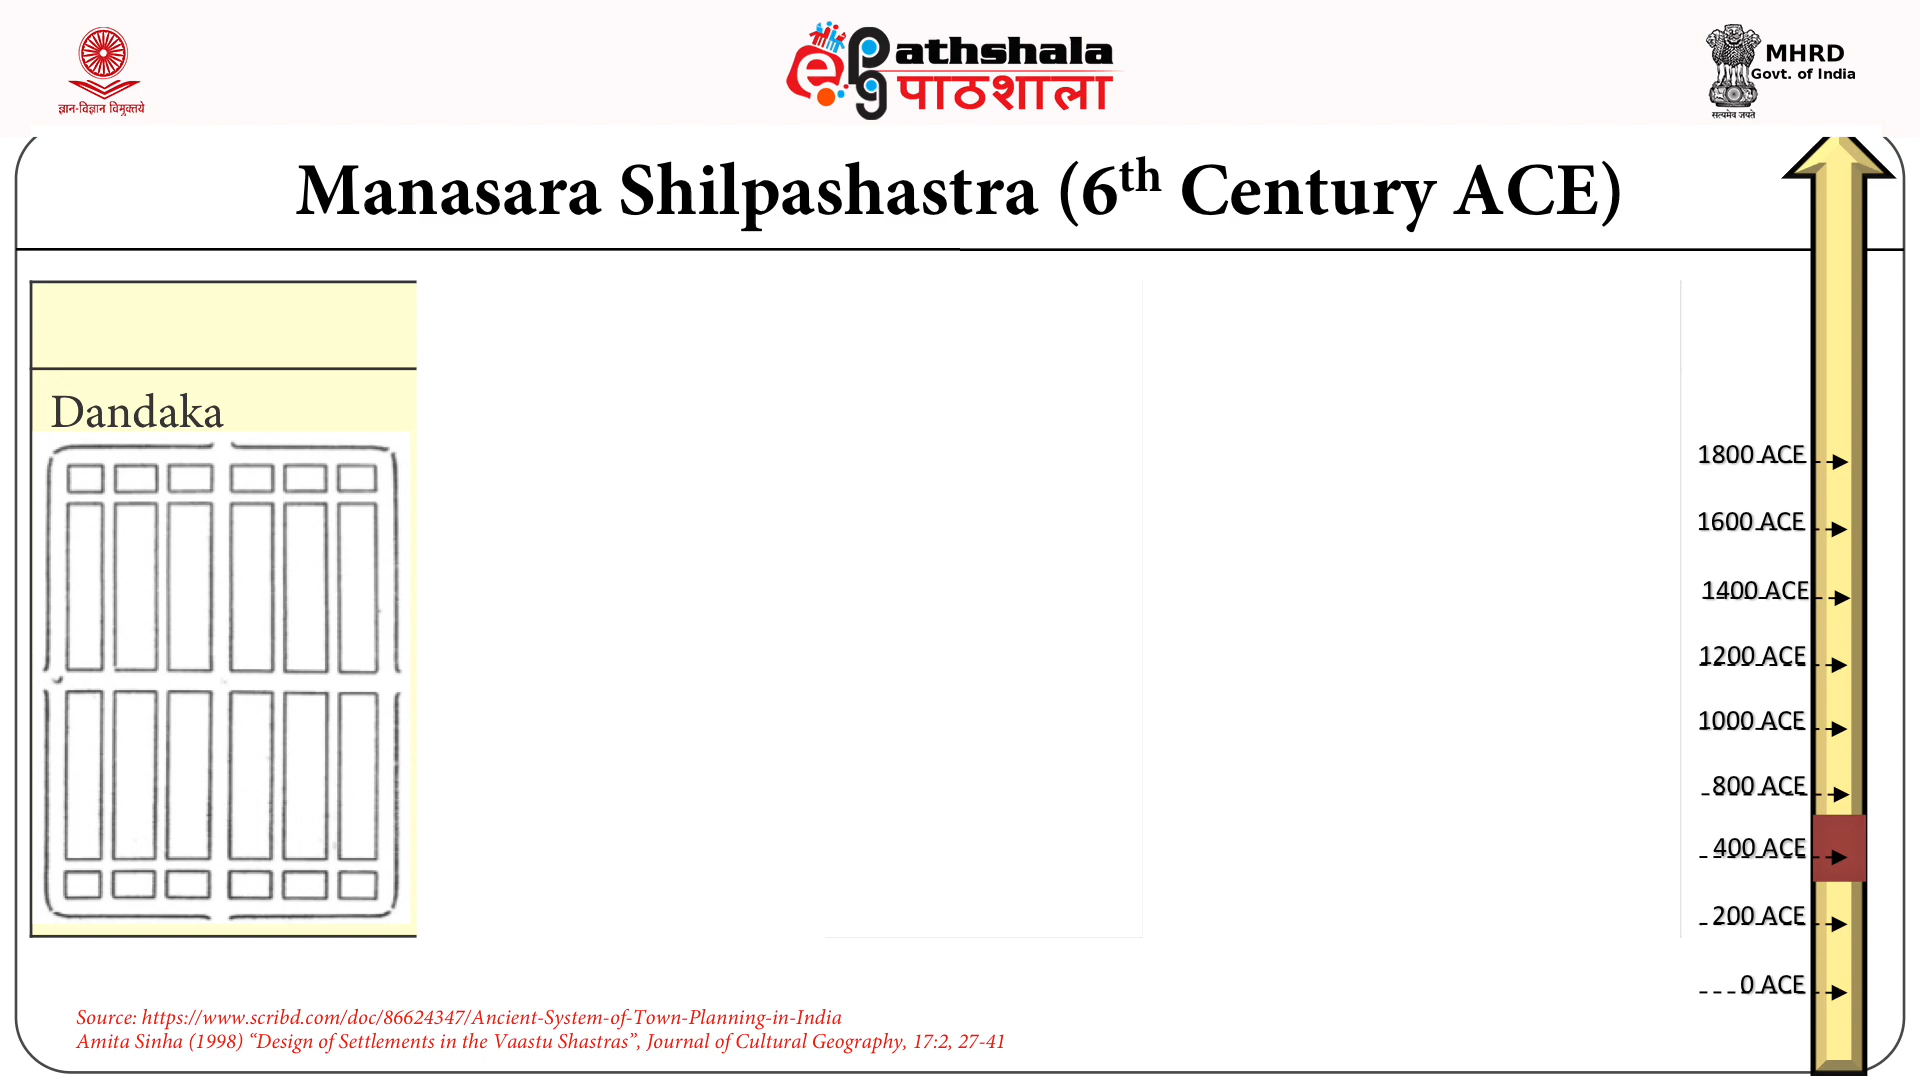 ज्ञान-विज्ञान विमुक्तये
ePGathshala
पाठशाला
MHRD
Govt. of India
सत्यमेव जयते
Manasara Shilpashastra (6th Century ACE)
Dandaka
1800 ACE
1600 ACE
1400 ACE
1200 ACE
1000 ACE
800 ACE
400 ACE
200 ACE
0 ACE
Source: https://www.scribd.com/doc/86624347/Ancient-System-of-Town-Planning-in-India
Amita Sinha (1998) “Design of Settlements in the Vaastu Shastras”, Journal of Cultural Geography, 17:2, 27-41